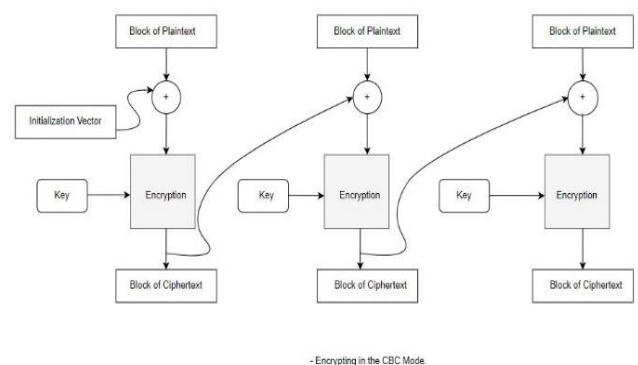 Block of Plaintext
Block of Plaintext
Block of Plaintext
+
+
+
Initialization Vector
Key
Encryption
Key
Encryption
Key
Encryption
Block of Ciphertext
Block of Ciphertext
Block of Ciphertext
- Encrypting in the CBC Mode.